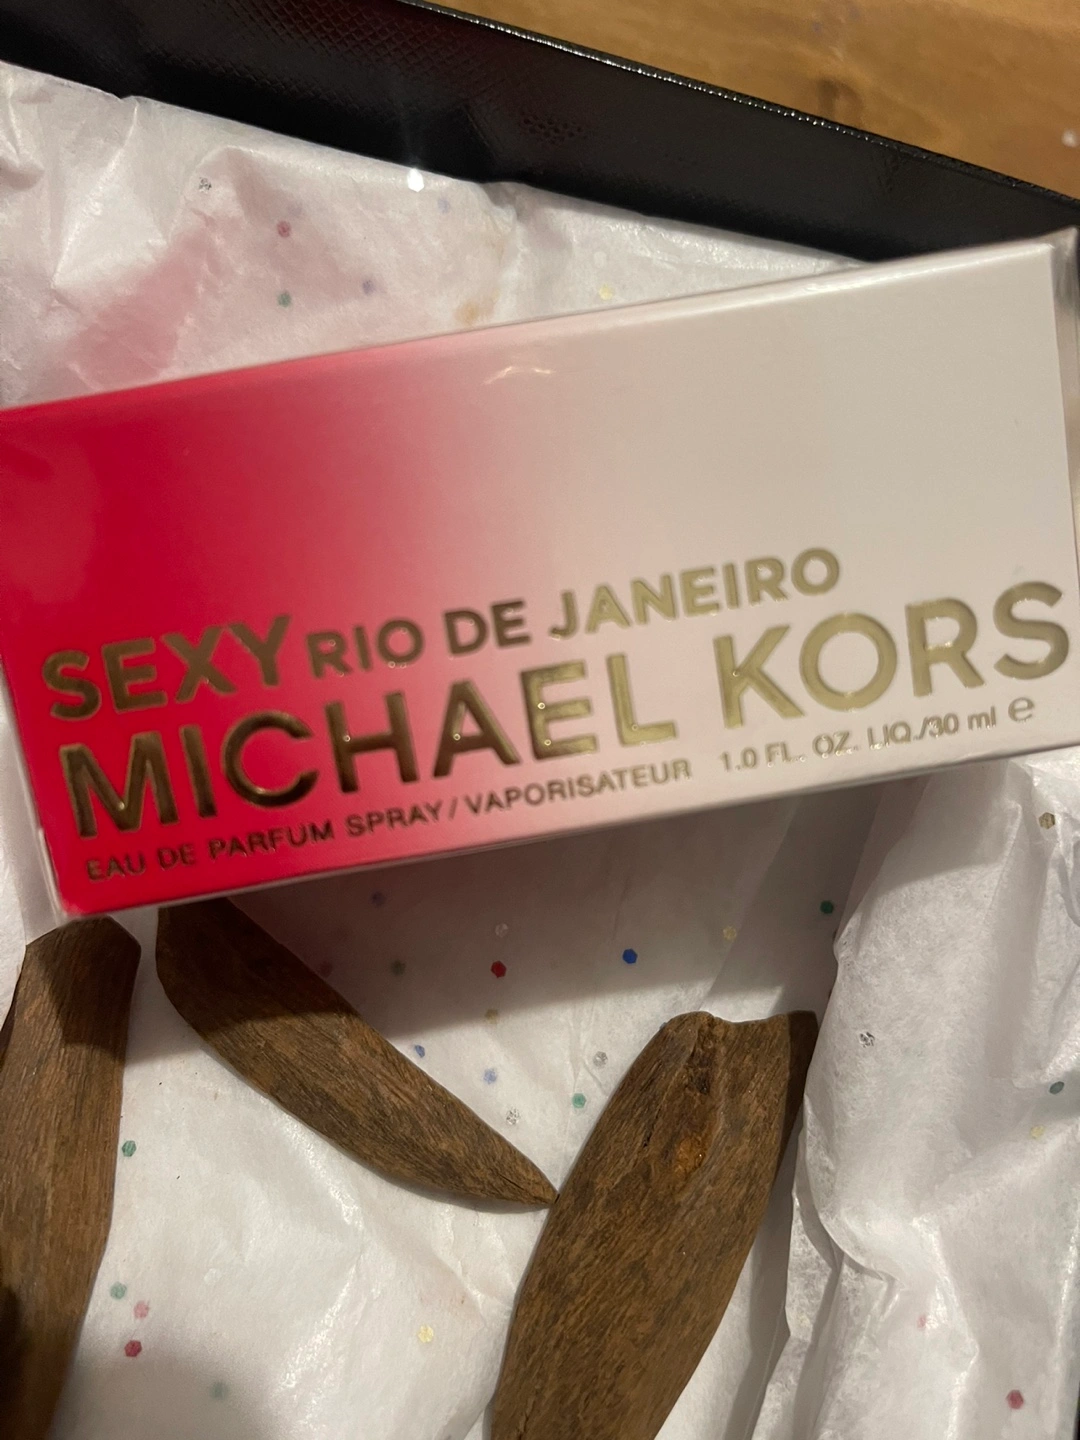 SEXY RIO DE JANEIRO
MICHAEL KORS
EAU DE PARFUM SPRAY / VAPORISATEUR 1.0 FL. OZ. LIQ./30 ml e